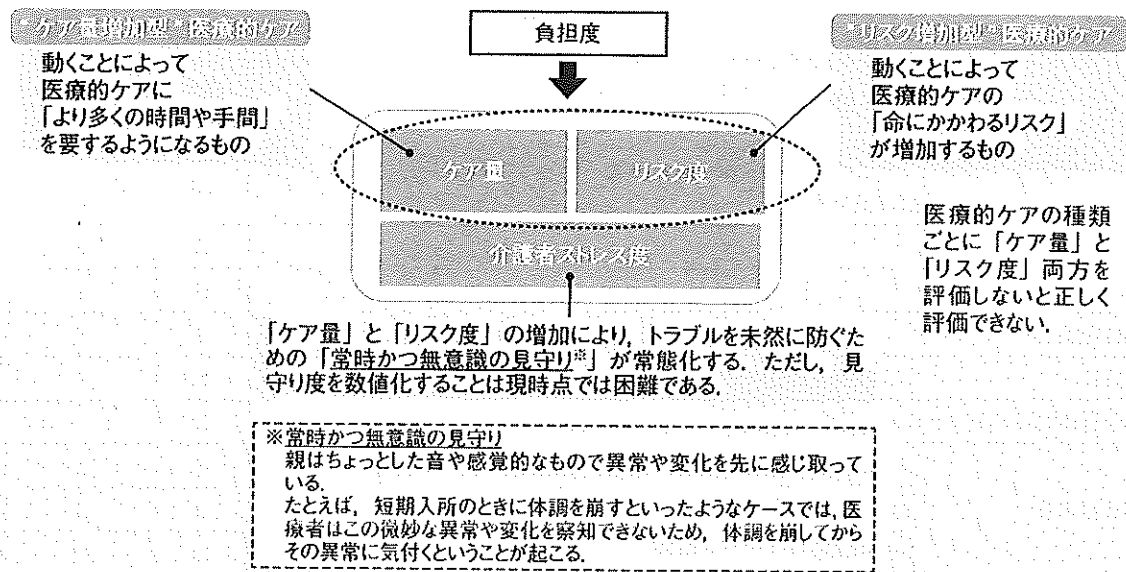 "ケア量増加型"医療的ケア
動くことによって
医療的ケアに
「より多くの時間や手間」
を要するようになるもの
負担度
"リスク増加型"医療的ケア
動くことによって
医療的ケアの
「命にかかわるリスク」
が増加するもの
ケア量
リスク度
介護者ストレス度
医療的ケアの種類
ごとに「ケア量」と
「リスク度」両方を
評価しないと正しく
評価できない.
「ケア量」と「リスク度」の増加により,トラブルを未然に防ぐた
めの「常時かつ無意識の見守り※」が常態化する.ただし,見
守り度を数値化することは現時点では困難である.
※常時かつ無意識の見守り
親はちょっとした音や感覚的なもので異常や変化を先に感じ取って
いる.
たとえば,短期入所のときに体調を崩すといったようなケースでは,医
療者はこの微妙な異常や変化を察知できないため,体調を崩してから
その異常に気付くということが起こる.